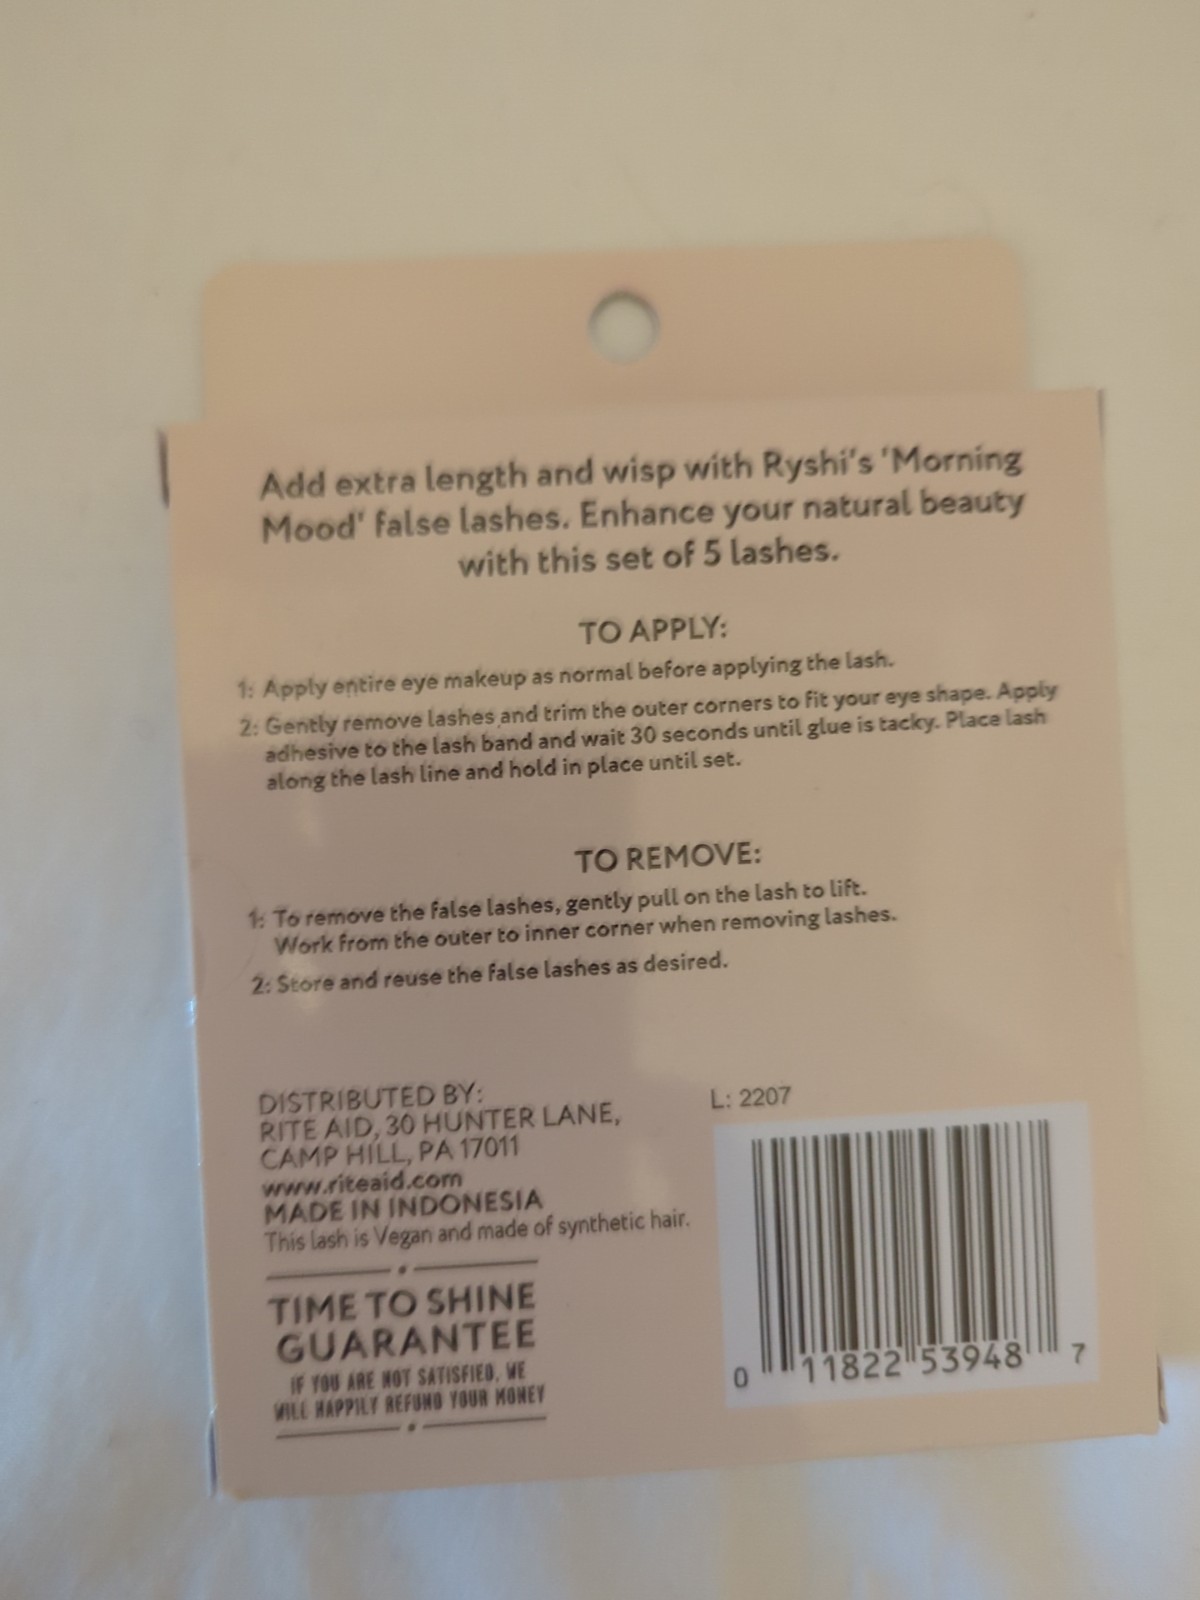 Add extra length and wisp with Ryshi's 'Morning
Mood' false lashes. Enhance your natural beauty
with this set of 5 lashes.
TO APPLY:
1: Apply entire eye makeup as normal before applying the lash.
2: Gently remove lashes and trim the outer corners to fit your eye shape. Apply
adhesive to the lash band and wait 30 seconds until glue is tacky. Place lash
along the lash line and hold in place until set.
TO REMOVE:
1: To remove the false lashes, gently pull on the lash to lift.
Work from the outer to inner corner when removing lashes.
2: Store and reuse the false lashes as desired.
DISTRIBUTED BY:
RITE AID, 30 HUNTER LANE,
CAMP HILL, PA 17011
www.riteaid.com
MADE IN INDONESIA
This lash is Vegan and made of synthetic hair.
TIME TO SHINE
GUARANTEE
IF YOU ARE NOT SATISFIED, WE
WILL HAPPILY REFUND YOUR MONEY
L: 2207
0 11822 53948 7